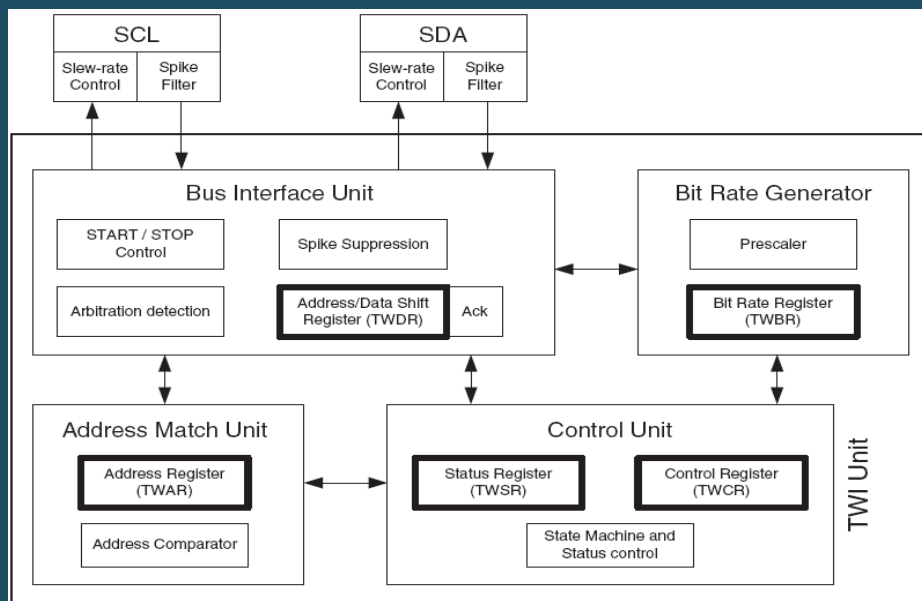 SCL
SDA
Slew-rate
Control
Spike
Filter
Slew-rate
Control
Spike
Filter
Bus Interface Unit
START / STOP
Control
Spike Suppression
Arbitration detection
Address/Data Shift
Register (TWDR)
Ack
Bit Rate Generator
Prescaler
Bit Rate Register
(TWBR)
Address Match Unit
Address Register
(TWAR)
Address Comparator
Control Unit
Status Register
(TWSR)
Control Register
(TWCR)
State Machine and
Status control
TWI Unit